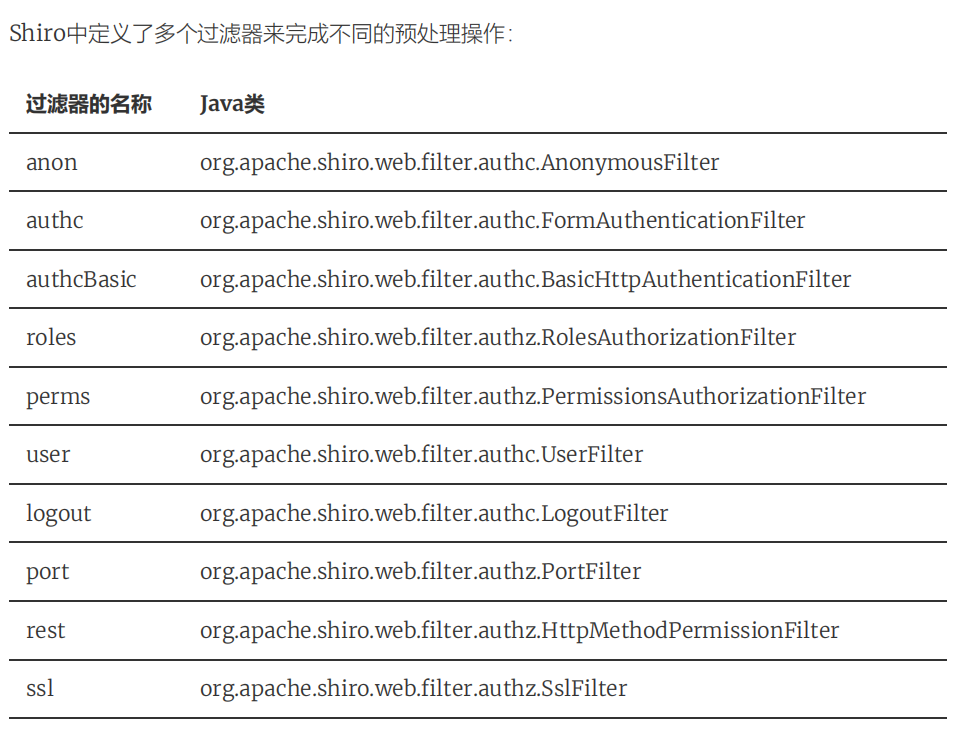 Shiro中定义了多个过滤器来完成不同的预处理操作：
过滤器的名称 Java类
anon org.apache.shiro.web.filter.authc.AnonymousFilter
authc org.apache.shiro.web.filter.authc.FormAuthenticationFilter
authcBasic org.apache.shiro.web.filter.authc.BasicHttpAuthenticationFilter
roles org.apache.shiro.web.filter.authz.RolesAuthorizationFilter
perms org.apache.shiro.web.filter.authz.PermissionsAuthorizationFilter
user org.apache.shiro.web.filter.authc.UserFilter
logout org.apache.shiro.web.filter.authc.LogoutFilter
port org.apache.shiro.web.filter.authz.PortFilter
rest org.apache.shiro.web.filter.authz.HttpMethodPermissionFilter
ssl org.apache.shiro.web.filter.authz.SslFilter